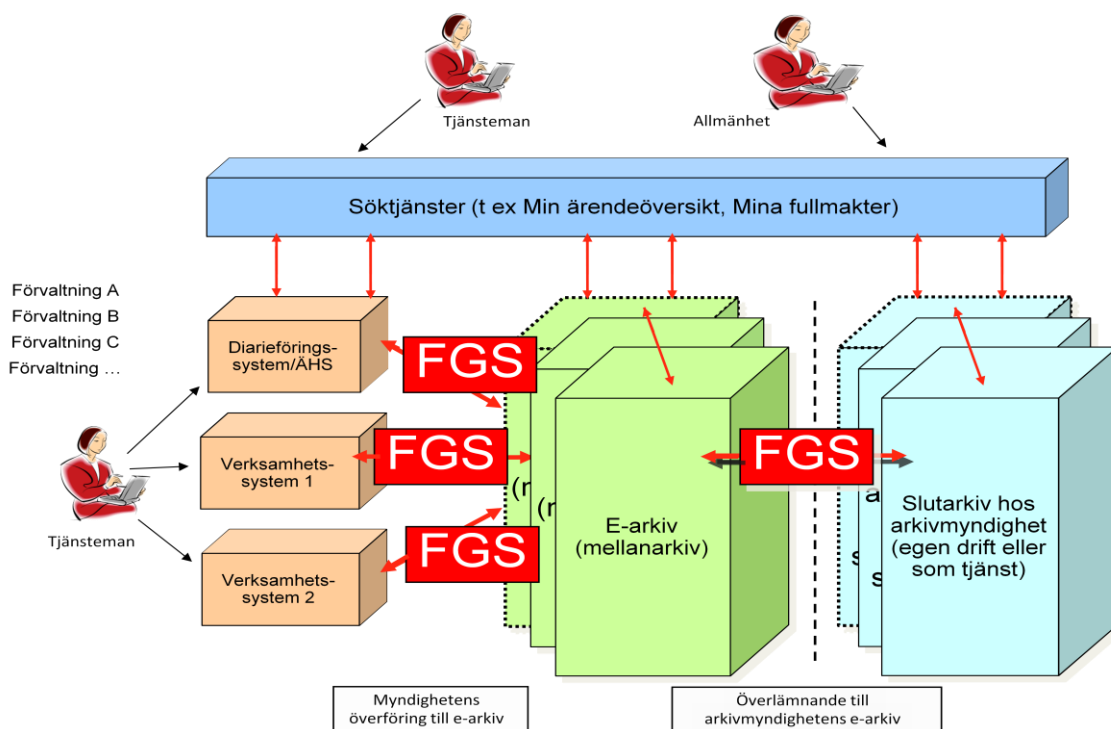 Tjänsteman
Allmänhet
Söktjänster (t ex Min ärendeöversikt, Mina fullmakter)
Förvaltning A
Förvaltning B
Förvaltning C
Förvaltning ...
Diarieförings-
system/ÄHS
FGS
Verksamhets-
system 1
FGS
Verksamhets-
system 2
FGS
Tjänsteman
E-arkiv
(mellanarkiv)
FGS
Slutarkiv hos
arkivmyndighet
(egen drift eller
som tjänst)
Myndighetens
överföring till e-arkiv
Överlämnande till
arkivmyndighetens e-arkiv